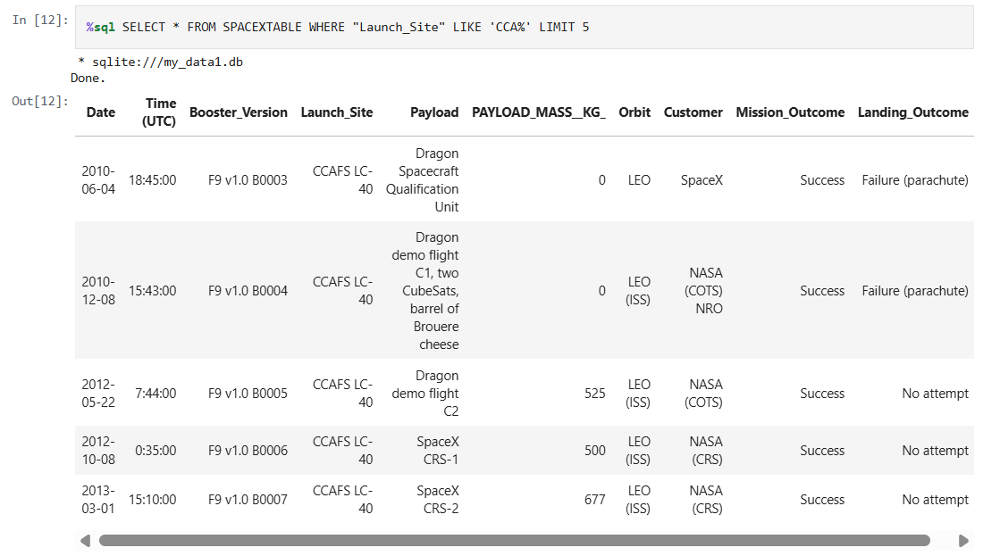 In [12]: %sql SELECT * FROM SPACEXTABLE WHERE "Launch_Site" LIKE 'CCA%' LIMIT 5
* sqlite:///my_data1.db
Done.
Out[12]:
Date Time (UTC) Booster_Version Launch_Site Payload PAYLOAD_MASS__KG_ Orbit Customer Mission_Outcome Landing_Outcome
2010-06-04 18:45:00 F9 v1.0 B0003 CCAFS LC-40 Dragon Spacecraft Qualification Unit 0 LEO SpaceX Success Failure (parachute)
2010-12-08 15:43:00 F9 v1.0 B0004 CCAFS LC-40 Dragon demo flight C1, two CubeSats, barrel of Brouere cheese 0 LEO (ISS) NASA (COTS) NRO Success Failure (parachute)
2012-05-22 7:44:00 F9 v1.0 B0005 CCAFS LC-40 Dragon demo flight C2 525 LEO (ISS) NASA (COTS) Success No attempt
2012-10-08 0:35:00 F9 v1.0 B0006 CCAFS LC-40 SpaceX CRS-1 500 LEO (ISS) NASA (CRS) Success No attempt
2013-03-01 15:10:00 F9 v1.0 B0007 CCAFS LC-40 SpaceX CRS-2 677 LEO (ISS) NASA (CRS) Success No attempt